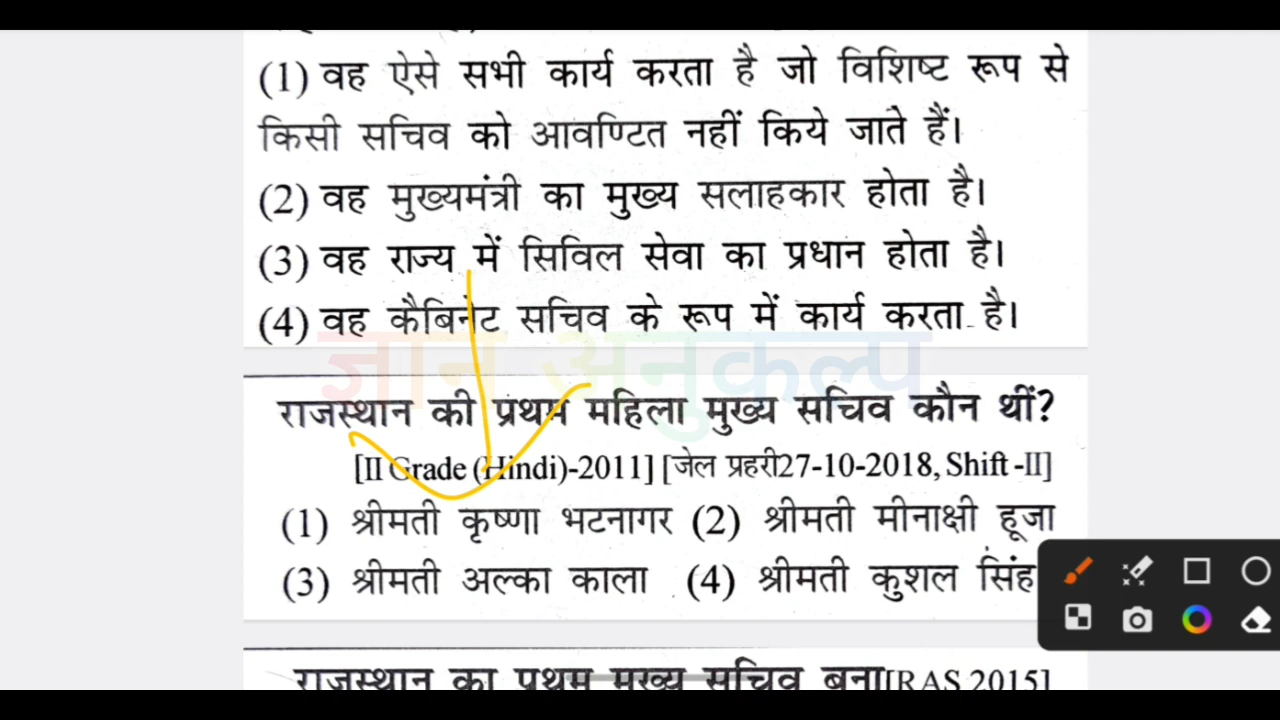 (1) वह ऐसे सभी कार्य करता है जो विशिष्ट रूप से
किसी सचिव को आवण्टित नहीं किये जाते हैं।
(2) वह मुख्यमंत्री का मुख्य सलाहकार होता है।
(3) वह राज्य में सिविल सेवा का प्रधान होता है।
(4) वह कैबिनेट सचिव के रूप में कार्य करता है।
ज्ञान अनुकल्प
राजस्थान की प्रथम महिला मुख्य सचिव कौन थीं?
[II Grade (Hindi)-2011] [जेल प्रहरी27-10-2018, Shift -II]
(1) श्रीमती कृष्णा भटनागर (2) श्रीमती मीनाक्षी हूजा
(3) श्रीमती अल्का काला (4) श्रीमती कुशल सिंह
राजस्थान का प्रथम मुख्य सचिव बना[RAS 2015]